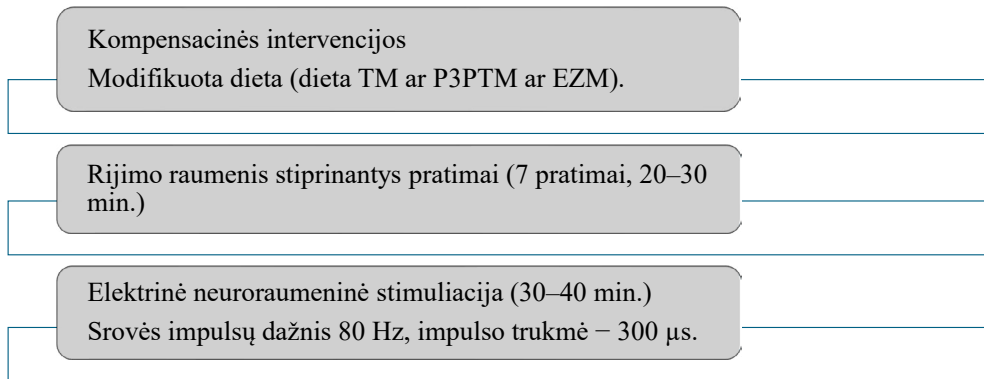 Kompensacinės intervencijos
Modifikuota dieta (dieta TM ar P3PTM ar EZM).
Rijimo raumenis stiprinantys pratimai (7 pratimai, 20–30
min.)
Elektrinė neuroraumeninė stimuliacija (30–40 min.)
Srovės impulsų dažnis 80 Hz, impulso trukmė − 300 µs.